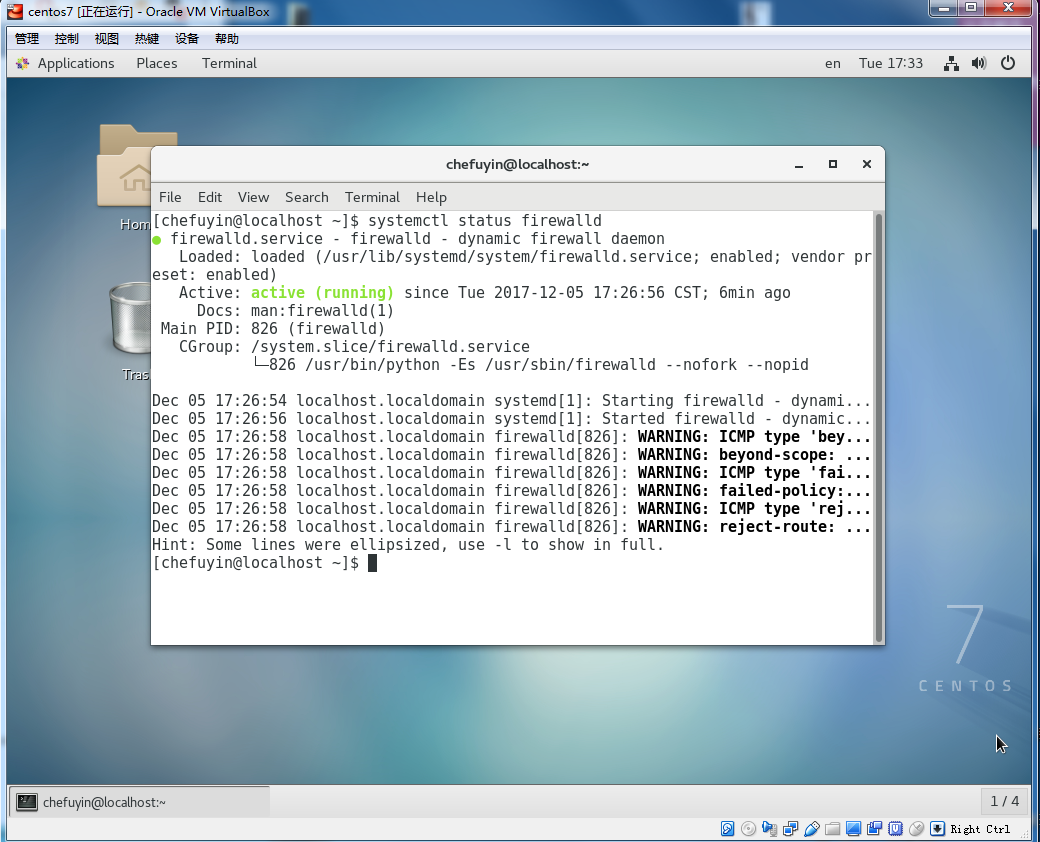 centos7 [正在运行] - Oracle VM VirtualBox
管理 控制 视图 热键 设备 帮助
Applications Places Terminal en Tue 17:33
Hom
Tras
chefuyin@localhost:~
File Edit View Search Terminal Help
[chefuyin@localhost ~]$ systemctl status firewalld
● firewalld.service - firewalld - dynamic firewall daemon
Loaded: loaded (/usr/lib/systemd/system/firewalld.service; enabled; vendor pr
eset: enabled)
Active: active (running) since Tue 2017-12-05 17:26:56 CST; 6min ago
Docs: man:firewalld(1)
Main PID: 826 (firewalld)
CGroup: /system.slice/firewalld.service
└─826 /usr/bin/python -Es /usr/sbin/firewalld --nofork --nopid
Dec 05 17:26:54 localhost.localdomain systemd[1]: Starting firewalld - dynami...
Dec 05 17:26:56 localhost.localdomain systemd[1]: Started firewalld - dynamic...
Dec 05 17:26:58 localhost.localdomain firewalld[826]: WARNING: ICMP type 'bey...
Dec 05 17:26:58 localhost.localdomain firewalld[826]: WARNING: beyond-scope: ...
Dec 05 17:26:58 localhost.localdomain firewalld[826]: WARNING: ICMP type 'fai...
Dec 05 17:26:58 localhost.localdomain firewalld[826]: WARNING: failed-policy:...
Dec 05 17:26:58 localhost.localdomain firewalld[826]: WARNING: ICMP type 'rej...
Dec 05 17:26:58 localhost.localdomain firewalld[826]: WARNING: reject-route: ...
Hint: Some lines were ellipsized, use -l to show in full.
[chefuyin@localhost ~]$
7
CENTOS
chefuyin@localhost:~
1 / 4
Right Ctrl